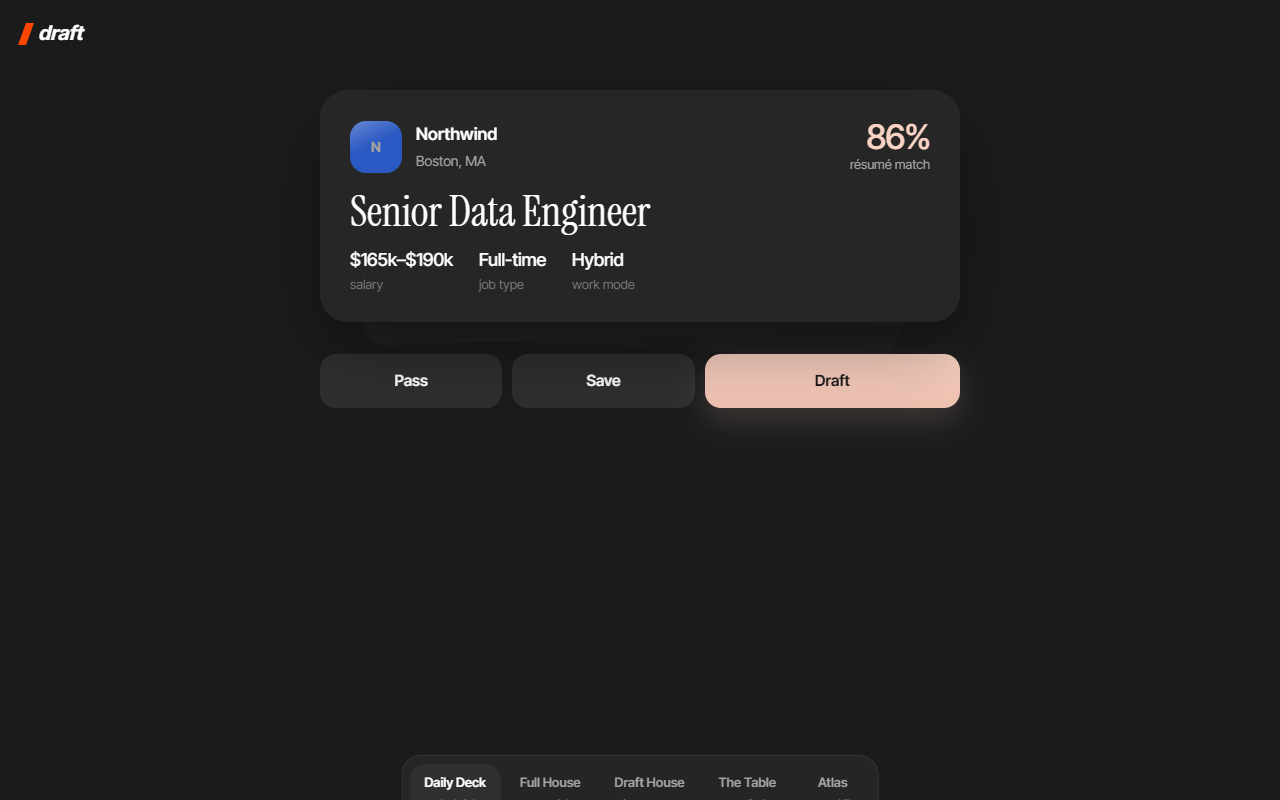 draft
N
Northwind
Boston, MA
86%
résumé match
Senior Data Engineer
$165k–$190k Full-time Hybrid
salary job type work mode
Pass Save Draft
Daily Deck Full House Draft House The Table Atlas